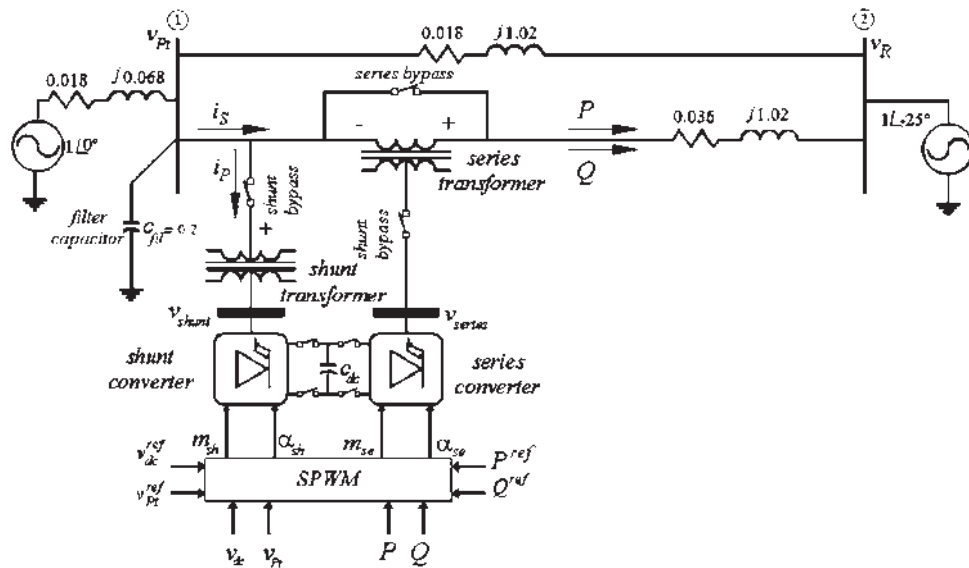 1
2
v_Pt
0.018
j1.02
v_R
0.018
j0.068
series bypass
i_S
-
+
P
0.036
j1.02
1∠0°
1∠-25°
series
transformer
Q
i_P
shunt
bypass
filter
capacitor
C_fil = 0.2
+
shunt
bypass
shunt
transformer
v_shunt
v_series
shunt
converter
C_dc
series
converter
m_sh
α_sh
m_se
α_se
v_dc^ref
P^ref
SPWM
v_Pt^ref
Q^ref
v_dc
v_Pt
P
Q